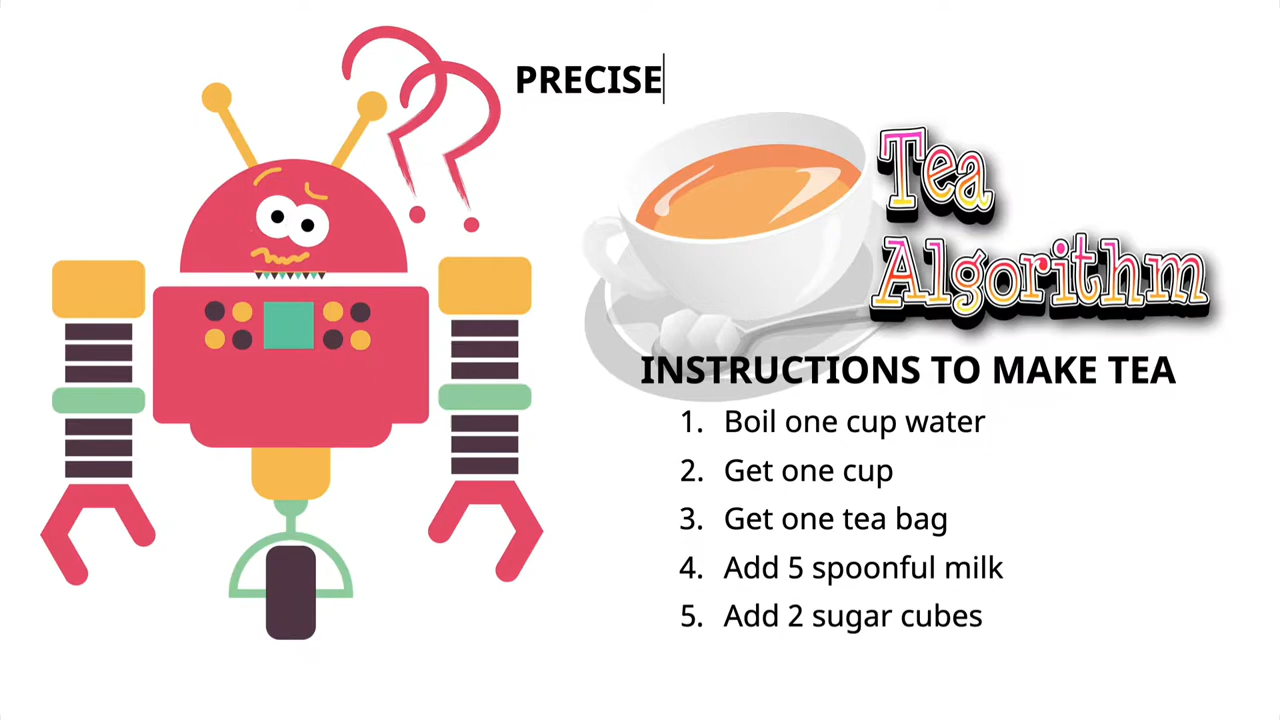 PRECISE
Tea
Algorithm
INSTRUCTIONS TO MAKE TEA
1. Boil one cup water
2. Get one cup
3. Get one tea bag
4. Add 5 spoonful milk
5. Add 2 sugar cubes